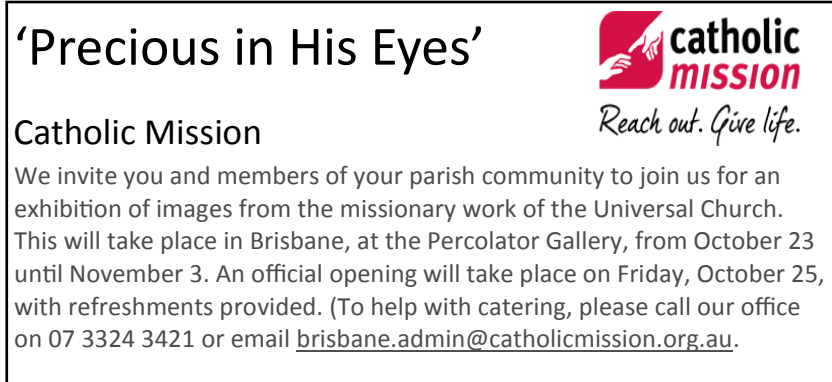 ‘Precious in His Eyes’
catholic
mission
Reach out. Give life.
Catholic Mission
We invite you and members of your parish community to join us for an
exhibition of images from the missionary work of the Universal Church.
This will take place in Brisbane, at the Percolator Gallery, from October 23
until November 3. An official opening will take place on Friday, October 25,
with refreshments provided. (To help with catering, please call our office
on 07 3324 3421 or email brisbane.admin@catholicmission.org.au.